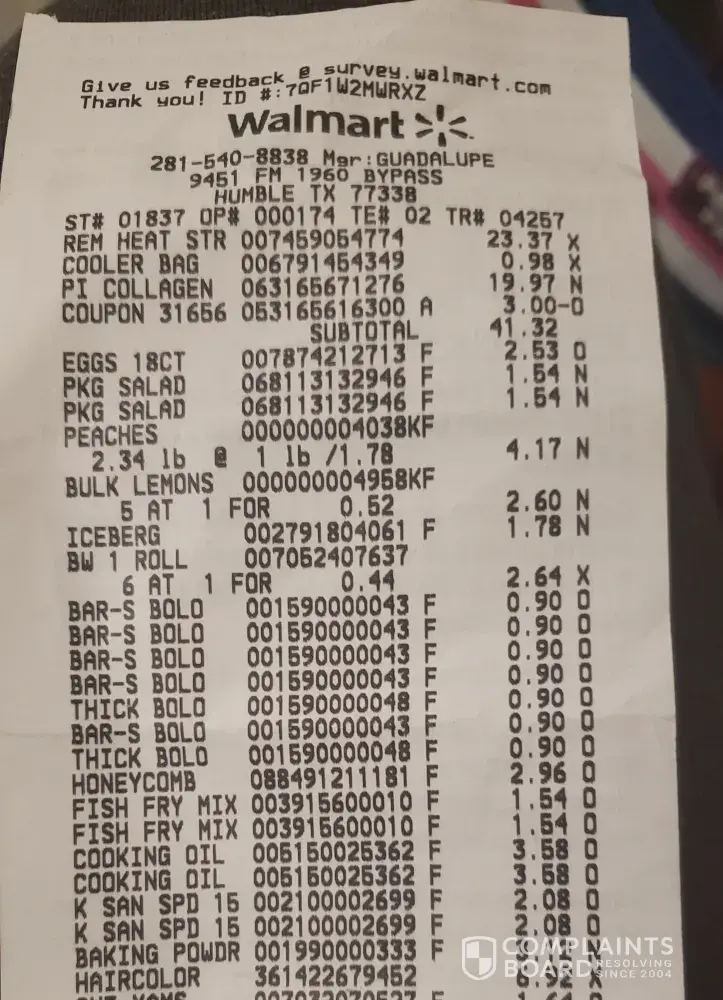 Give us feedback @ survey.walmart.com
Thank you! ID #:7QF1W2MWRXZ
Walmart
281-540-8838 Mgr:GUADALUPE
9451 FM 1960 BYPASS
HUMBLE TX 77338
ST# 01837 OP# 000174 TE# 02 TR# 04257
REM HEAT STR 007459054774 23.37 X
COOLER BAG 006791454349 0.98 X
PI COLLAGEN 063165671276 19.97 N
COUPON 31656 053165616300 A 3.00-O
SUBTOTAL 41.32
EGGS 18CT 007874212713 F 2.53 O
PKG SALAD 068113132946 F 1.54 N
PKG SALAD 068113132946 F 1.54 N
PEACHES 000000004038KF
2.34 lb @ 1 lb /1.78 4.17 N
BULK LEMONS 000000004958KF
5 AT 1 FOR 0.52 2.60 N
ICEBERG 002791804061 F 1.78 N
BW 1 ROLL 007052407637
6 AT 1 FOR 0.44 2.64 X
BAR-S BOLO 001590000043 F 0.90 O
BAR-S BOLO 001590000043 F 0.90 O
BAR-S BOLO 001590000043 F 0.90 O
BAR-S BOLO 001590000043 F 0.90 O
THICK BOLO 001590000048 F 0.90 O
BAR-S BOLO 001590000043 F 0.90 O
THICK BOLO 001590000048 F 0.90 O
HONEYCOMB 088491211181 F 2.96 O
FISH FRY MIX 003915600010 F 1.54 O
FISH FRY MIX 003915600010 F 1.54 O
COOKING OIL 005150025362 F 3.58 O
COOKING OIL 005150025362 F 3.58 O
K SAN SPD 15 002100002699 F 2.08 O
K SAN SPD 15 002100002699 F 2.08 O
BAKING POWDR 001990000333 F
HAIRCOLOR 361422679452 6.92 X
COMPLAINTS
BOARD RESOLVING
SINCE 2004